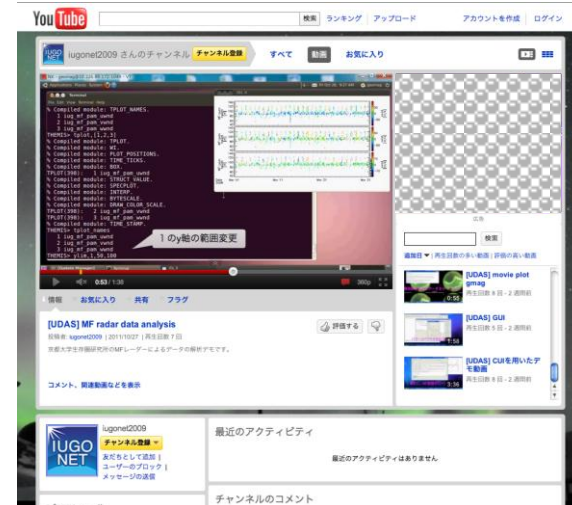 YouTube
検索 ランキング アップロード
アカウントを作成 ログイン
IUGO NET
iugonet2009 さんのチャンネル チャンネル登録
すべて 動画 お気に入り
% Compiled module: TPLOT_NAMES.
1 iug_mf_pam_uwnd
2 iug_mf_pam_vwnd
3 iug_mf_pam_wwnd
THEMIS> tplot,[1,2,3]
% Compiled module: TPLOT.
% Compiled module: WI.
% Compiled module: PLOT_POSITIONS.
% Compiled module: TIME_TICKS.
% Compiled module: BOX.
TPLOT(398): 1 iug_mf_pam_uwnd
% Compiled module: STRUCT_VALUE.
% Compiled module: SPECPLOT.
% Compiled module: INTERP.
% Compiled module: BYTESCALE.
% Compiled module: DRAW_COLOR_SCALE.
TPLOT(398): 2 iug_mf_pam_vwnd
TPLOT(398): 3 iug_mf_pam_wwnd
% Compiled module: TIME_STAMP.
THEMIS> tplot_names
1 iug_mf_pam_uwnd
2 iug_mf_pam_vwnd
3 iug_mf_pam_wwnd
THEMIS> ylim,1,50,100
1 のy軸の範囲変更
0:53 / 1:38
360p
情報 お気に入り 共有 フラグ
[UDAS] MF radar data analysis
投稿者: iugonet2009 | 2011/10/27 | 再生回数 7 回
京都大学生存圏研究所のMFレーダーによるデータの解析デモです。
評価する
コメント、関連動画などを表示
広告
検索
追加日 ▼ | 再生回数の多い動画 | 評価の高い動画
[UDAS] movie plot gmag
再生回数 8 回 - 2 週間前
0:55
[UDAS] GUI
再生回数 5 回 - 2 週間前
1:58
[UDAS] CUIを用いたデモ動画
再生回数 8 回 - 2 週間前
3:36
IUGO NET
iugonet2009
チャンネル登録
友だちとして追加 |
ユーザーのブロック |
メッセージの送信
最近のアクティビティ
最近のアクティビティはありません
チャンネルのコメント